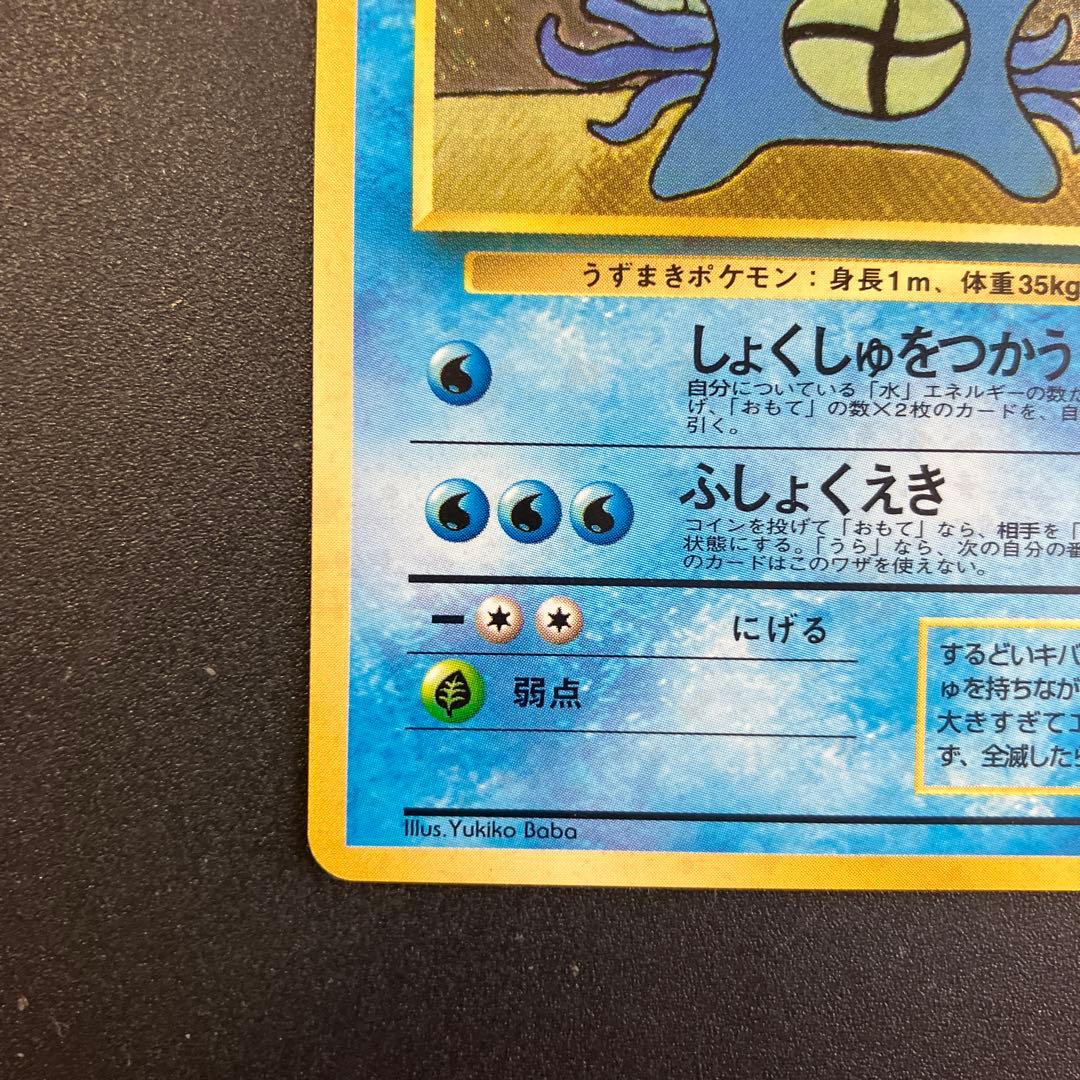 うずまきポケモン：身長1m、体重35kg
しょくしゅをつかう
自分についている「水」エネルギーの数だ
げ、「おもて」の数×2枚のカードを、自
引く。
ふしょくえき
コインを投げて「おもて」なら、相手を「
状態にする。「うら」なら、次の自分の番
のカードはこのワザを使えない。
にげる
弱点
するどいキバ
ゅを持ちなが
大きすぎてエ
ず、全滅したら
Illus.Yukiko Baba